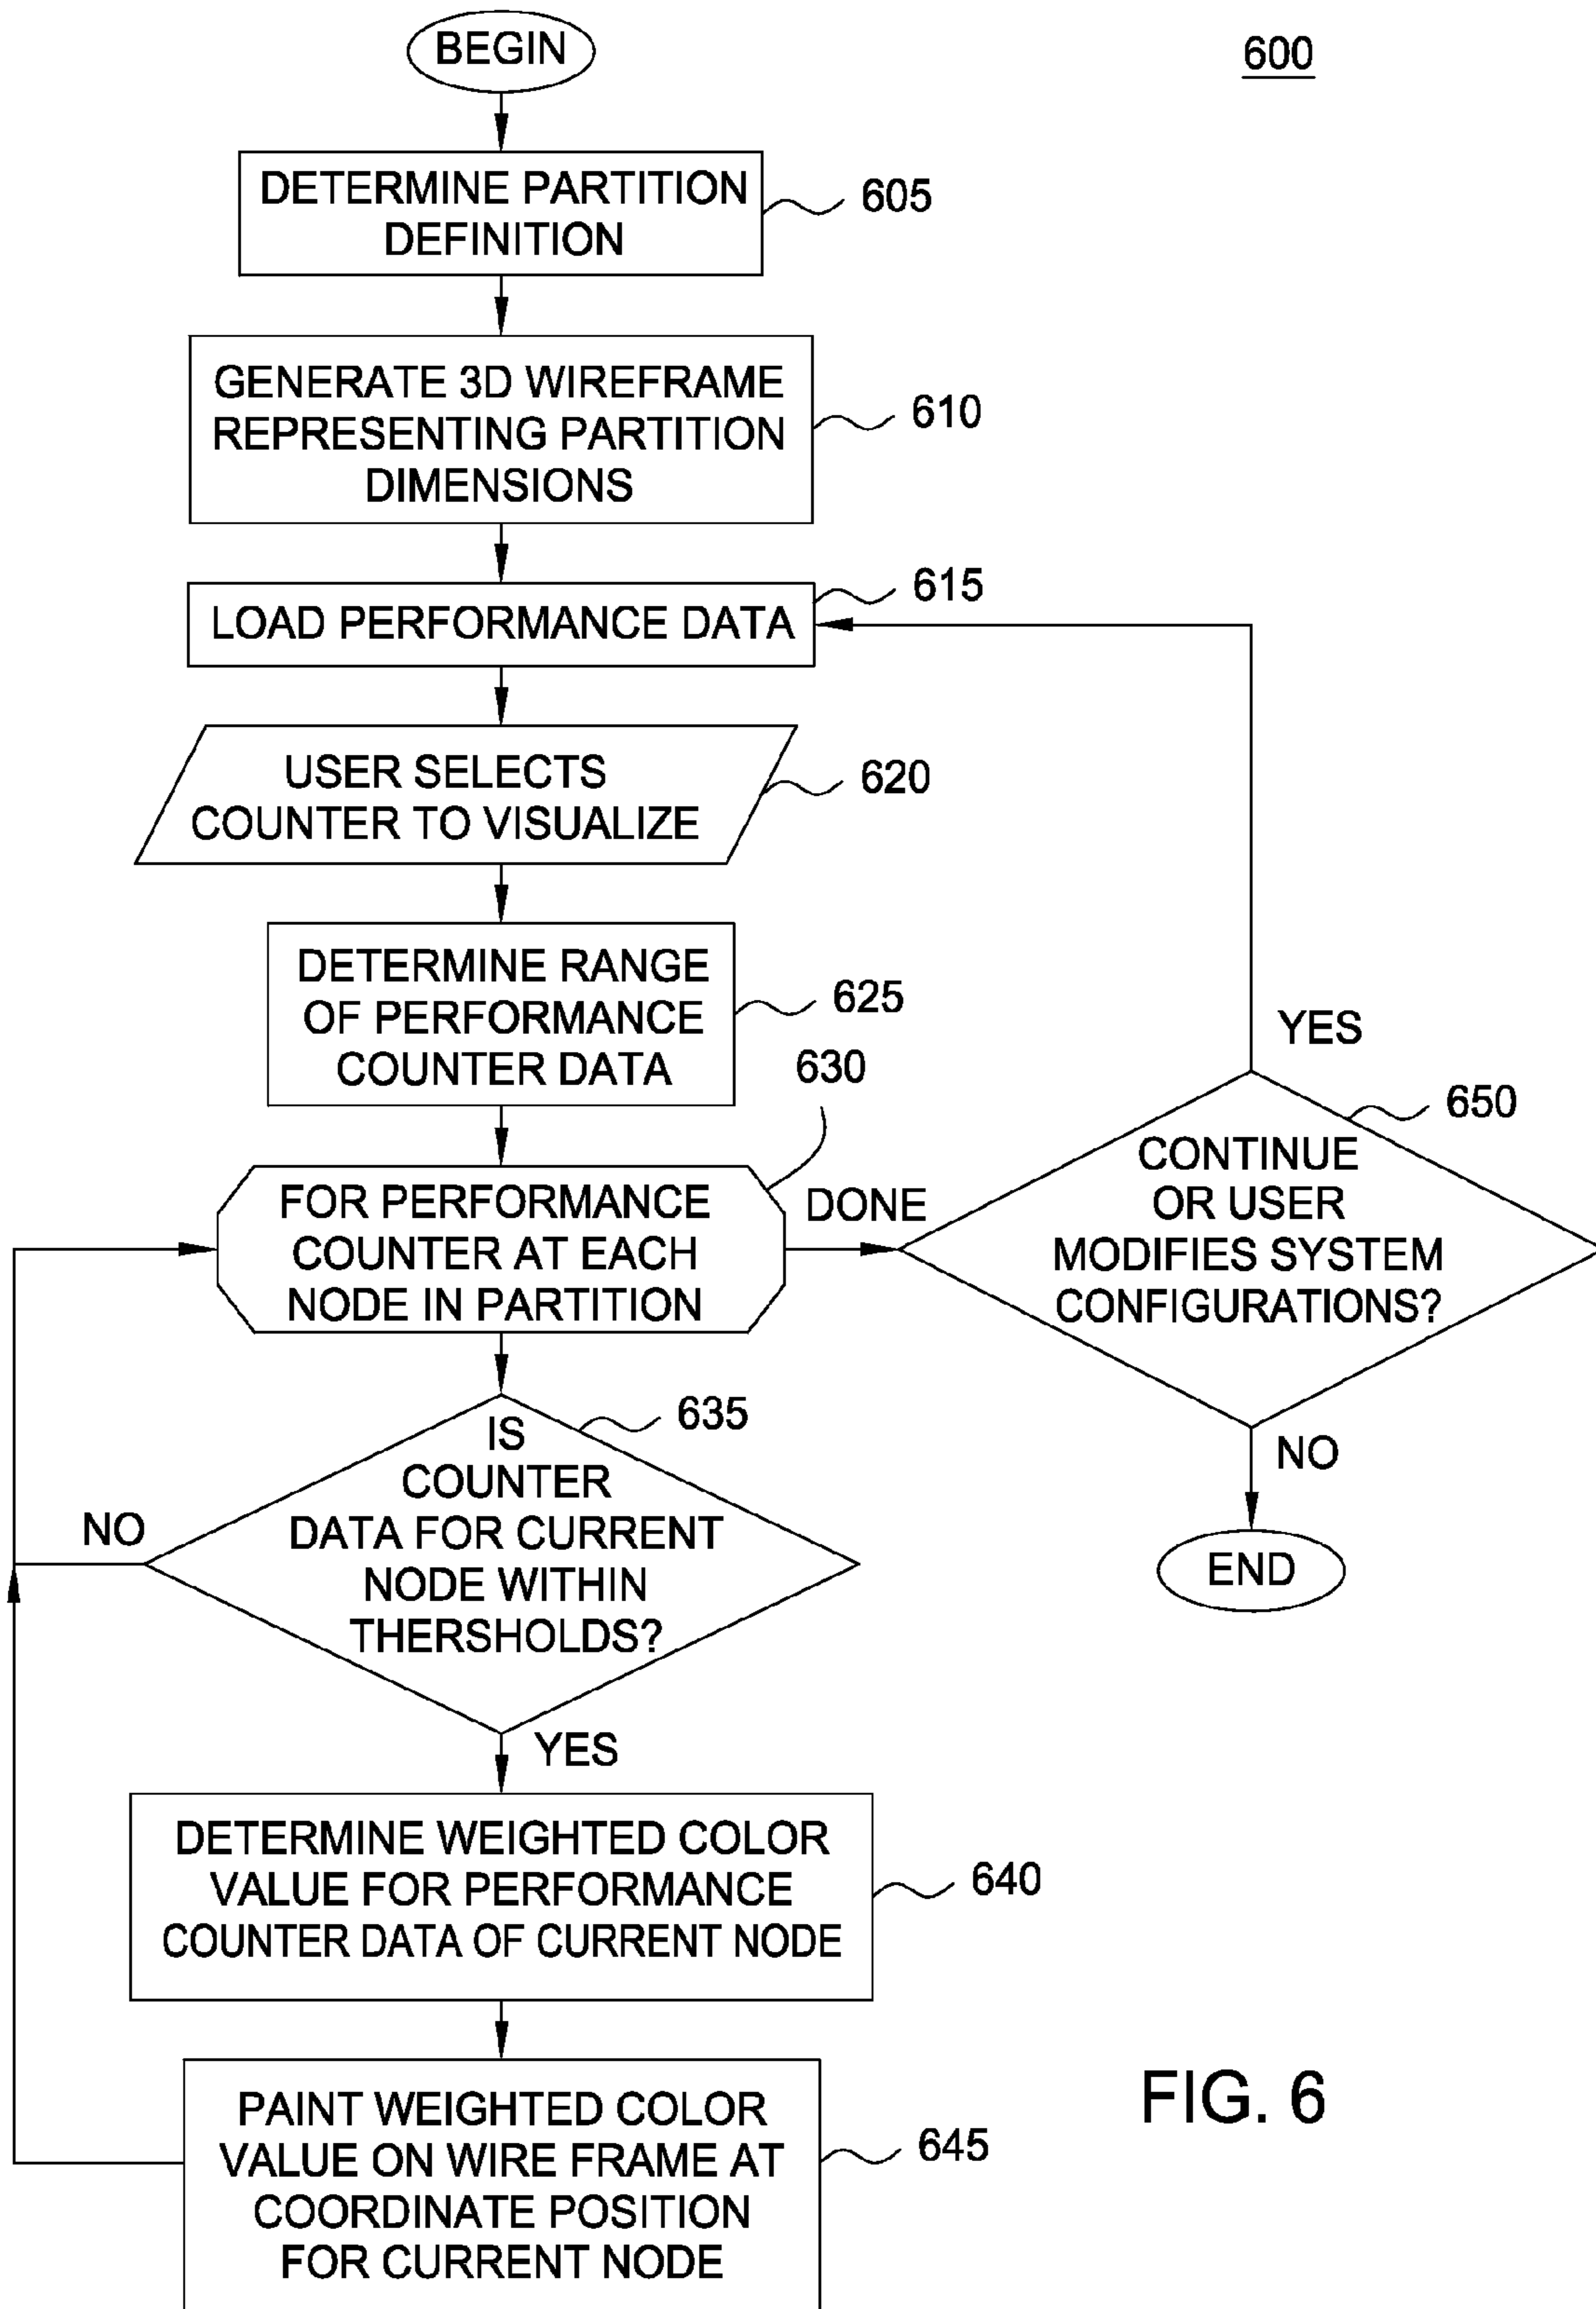 BEGIN
600
DETERMINE PARTITION
DEFINITION
605
GENERATE 3D WIREFRAME
REPRESENTING PARTITION
DIMENSIONS
610
LOAD PERFORMANCE DATA
615
USER SELECTS
COUNTER TO VISUALIZE
620
DETERMINE RANGE
OF PERFORMANCE
COUNTER DATA
625
630
FOR PERFORMANCE
COUNTER AT EACH
NODE IN PARTITION
DONE
YES
650
CONTINUE
OR USER
MODIFIES SYSTEM
CONFIGURATIONS?
NO
END
635
IS
COUNTER
DATA FOR CURRENT
NODE WITHIN
THERSHOLDS?
NO
YES
DETERMINE WEIGHTED COLOR
VALUE FOR PERFORMANCE
COUNTER DATA OF CURRENT NODE
640
PAINT WEIGHTED COLOR
VALUE ON WIRE FRAME AT
COORDINATE POSITION
FOR CURRENT NODE
645
FIG. 6